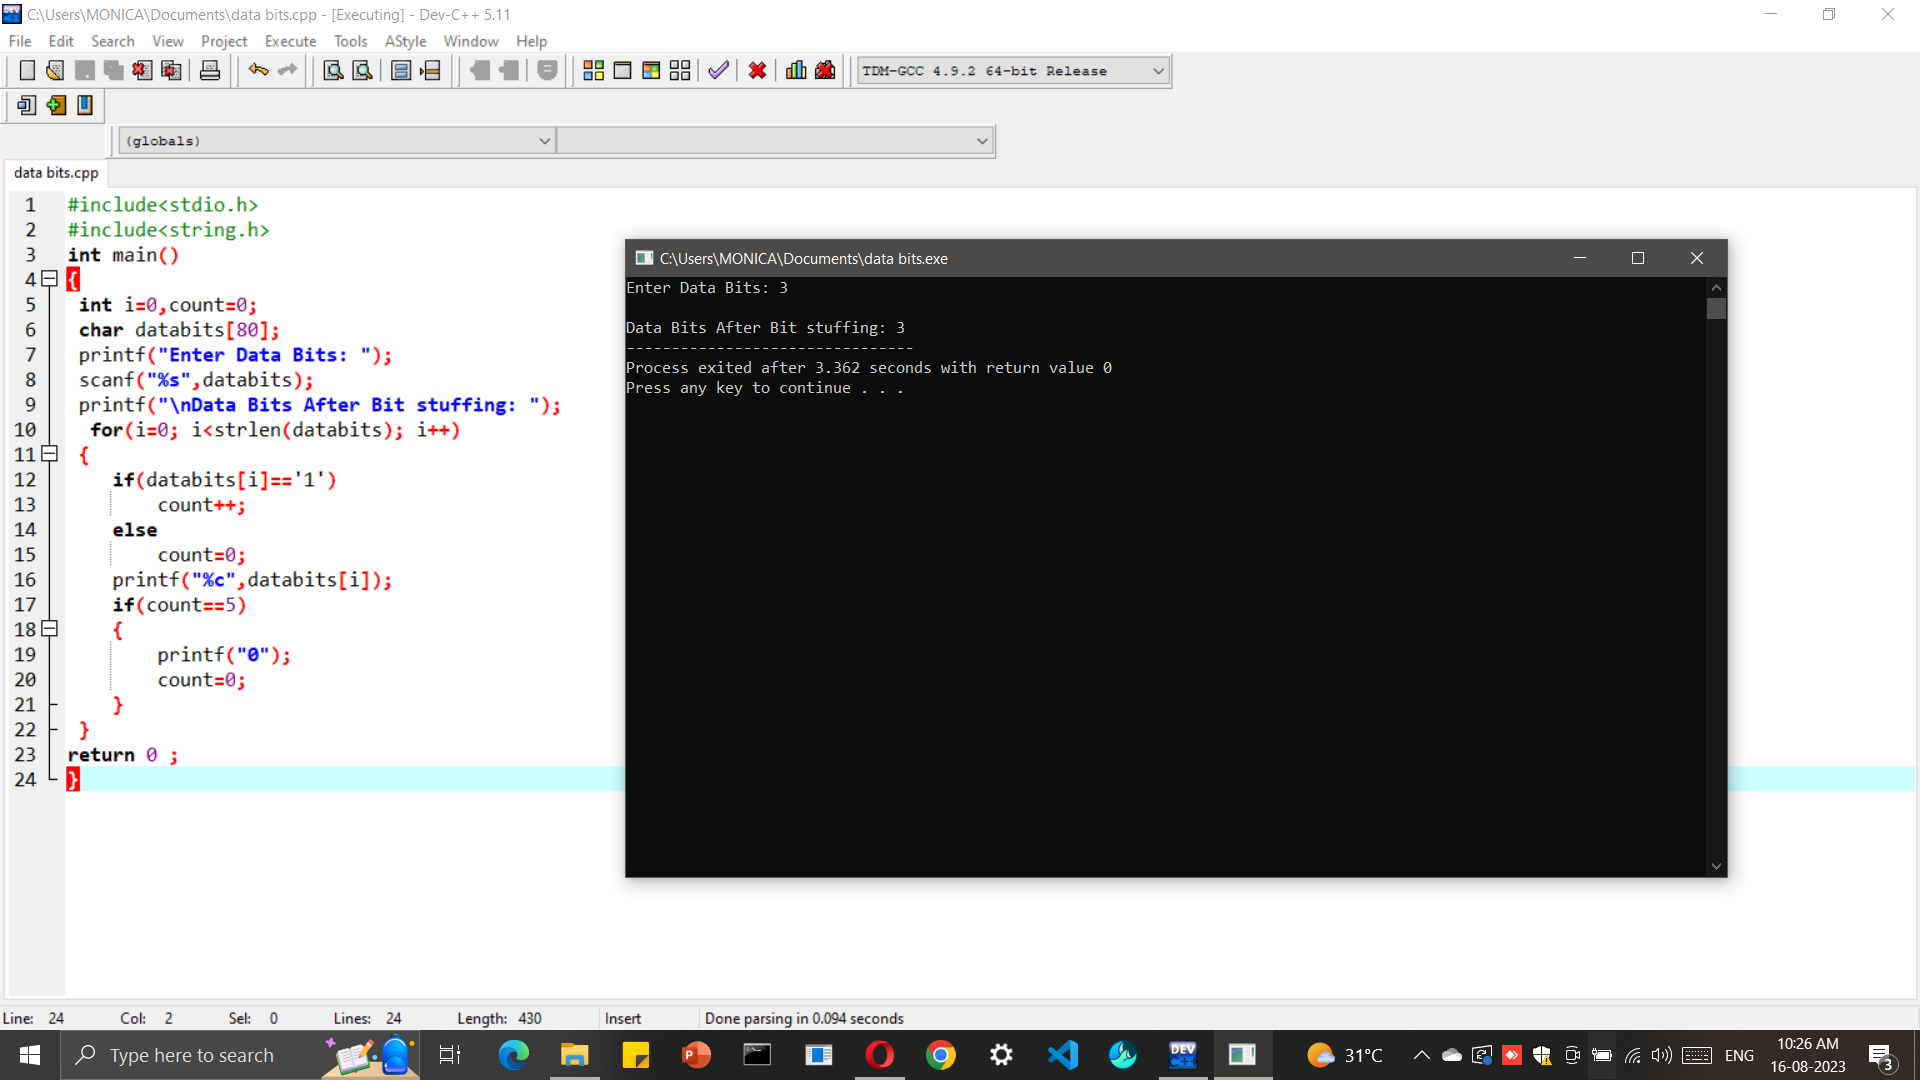 C:\Users\MONICA\Documents\data bits.cpp - [Executing] - Dev-C++ 5.11
File Edit Search View Project Execute Tools AStyle Window Help
TDM-GCC 4.9.2 64-bit Release
(globals)
data bits.cpp
1 #include<stdio.h>
2 #include<string.h>
3 int main()
4 {
5 int i=0,count=0;
6 char databits[80];
7 printf("Enter Data Bits: ");
8 scanf("%s",databits);
9 printf("\nData Bits After Bit stuffing: ");
10 for(i=0; i<strlen(databits); i++)
11 {
12 if(databits[i]=='1')
13 count++;
14 else
15 count=0;
16 printf("%c",databits[i]);
17 if(count==5)
18 {
19 printf("0");
20 count=0;
21 }
22 }
23 return 0 ;
24 }
C:\Users\MONICA\Documents\data bits.exe
Enter Data Bits: 3
Data Bits After Bit stuffing: 3
--------------------------------
Process exited after 3.362 seconds with return value 0
Press any key to continue . . .
Line: 24 Col: 2 Sel: 0 Lines: 24 Length: 430 Insert Done parsing in 0.094 seconds
Type here to search
DEV C++
31°C
ENG
10:26 AM
16-08-2023
3